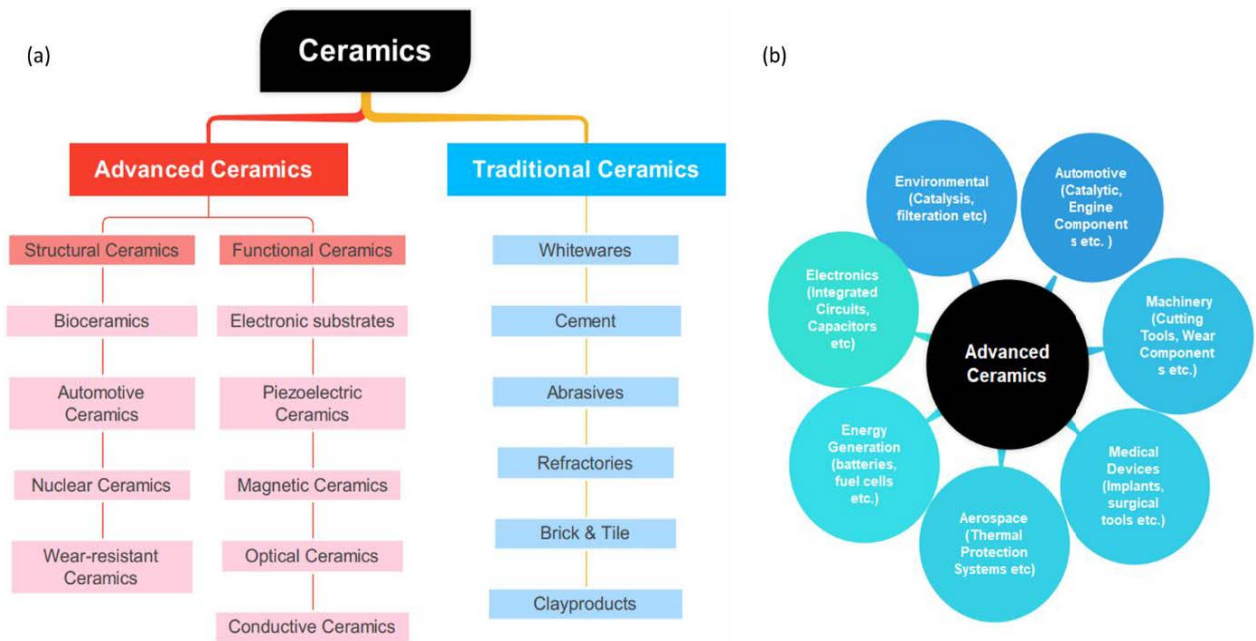 (a)
Ceramics
Advanced Ceramics
Traditional Ceramics
Structural Ceramics
Functional Ceramics
Bioceramics
Electronic substrates
Automotive
Ceramics
Piezoelectric
Ceramics
Nuclear Ceramics
Magnetic Ceramics
Wear-resistant
Ceramics
Optical Ceramics
Conductive Ceramics
Whitewares
Cement
Abrasives
Refractories
Brick & Tile
Clayproducts
(b)
Advanced
Ceramics
Environmental
(Catalysis,
filteration etc)
Automotive
(Catalytic,
Engine
Component
s etc. )
Machinery
(Cutting
Tools, Wear
Component
s etc.)
Medical
Devices
(Implants,
surgical
tools etc.)
Aerospace
(Thermal
Protection
Systems etc)
Energy
Generation
(batteries,
fuel cells
etc.)
Electronics
(Integrated
Circuits,
Capacitors
etc)